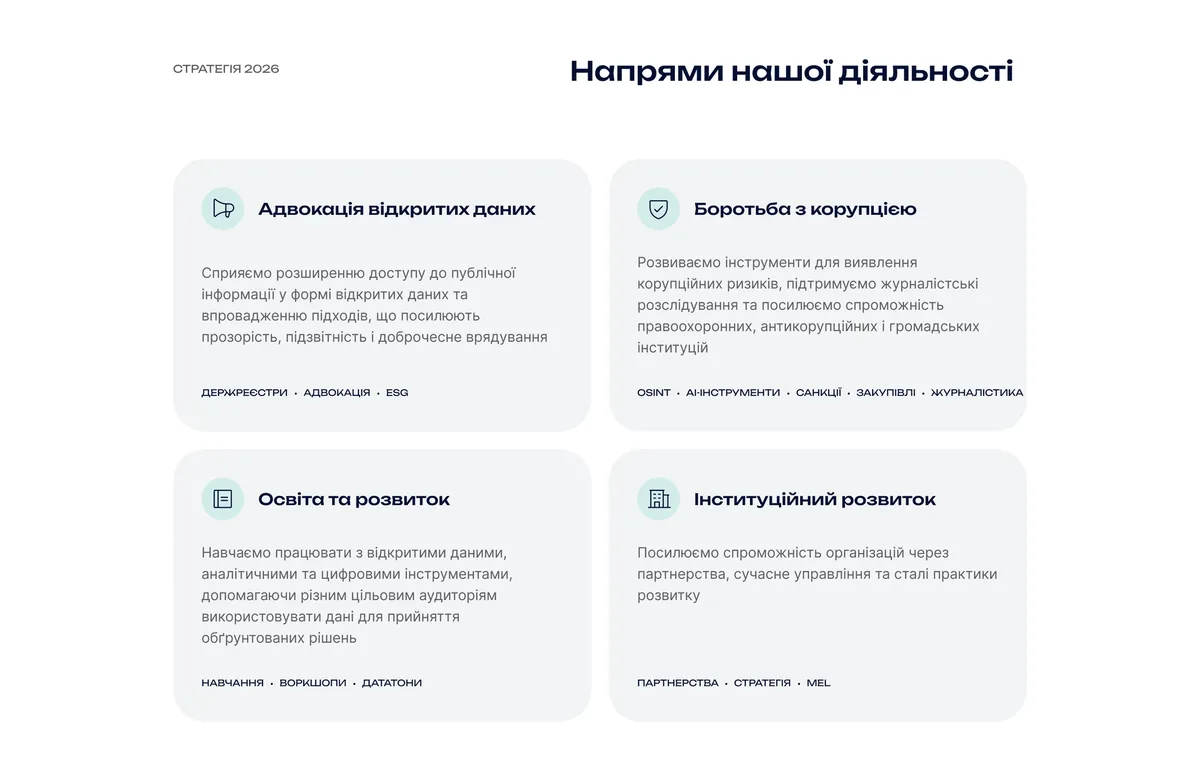 СТРАТЕГІЯ 2026
Напрями нашої діяльності
Адвокація відкритих даних
Сприяємо розширенню доступу до публічної
інформації у формі відкритих даних та
впровадженню підходів, що посилюють
прозорість, підзвітність і доброчесне врядування
ДЕРЖРЕЄСТРИ · АДВОКАЦІЯ · ESG
Боротьба з корупцією
Розвиваємо інструменти для виявлення
корупційних ризиків, підтримуємо журналістські
розслідування та посилюємо спроможність
правоохоронних, антикорупційних і громадських
інституцій
OSINT · АІ-ІНСТРУМЕНТИ · САНКЦІЇ · ЗАКУПІВЛІ · ЖУРНАЛІСТИКА
Освіта та розвиток
Навчаємо працювати з відкритими даними,
аналітичними та цифровими інструментами,
допомагаючи різним цільовим аудиторіям
використовувати дані для прийняття
обґрунтованих рішень
НАВЧАННЯ · ВОРКШОПИ · ДАТАТОНИ
Інституційний розвиток
Посилюємо спроможність організацій через
партнерства, сучасне управління та сталі практики
розвитку
ПАРТНЕРСТВА · СТРАТЕГІЯ · MEL